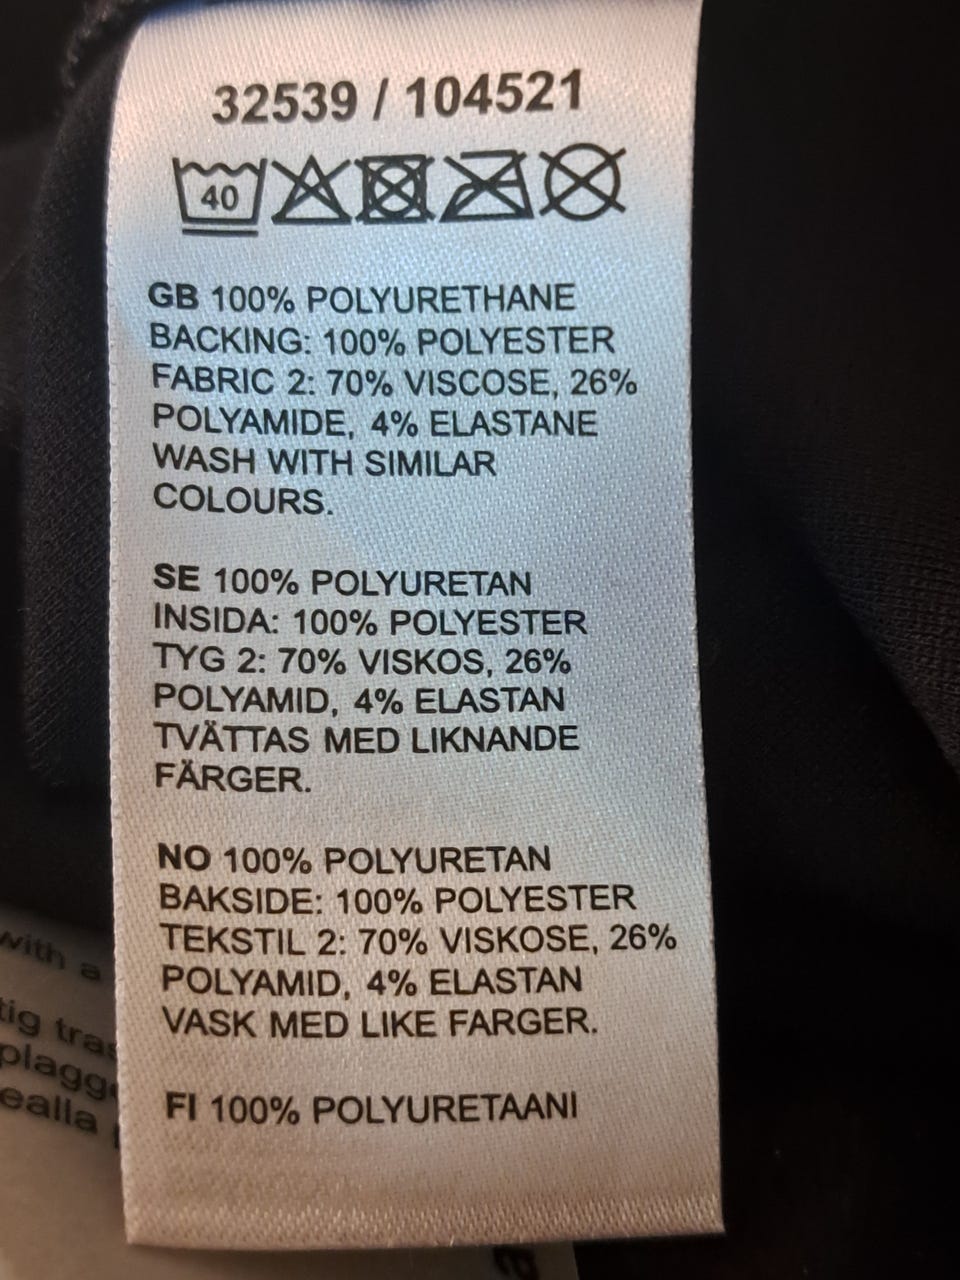 32539 / 104521
40
GB 100% POLYURETHANE
BACKING: 100% POLYESTER
FABRIC 2: 70% VISCOSE, 26%
POLYAMIDE, 4% ELASTANE
WASH WITH SIMILAR
COLOURS.
SE 100% POLYURETAN
INSIDA: 100% POLYESTER
TYG 2: 70% VISKOS, 26%
POLYAMID, 4% ELASTAN
TVÄTTAS MED LIKNANDE
FÄRGER.
NO 100% POLYURETAN
BAKSIDE: 100% POLYESTER
TEKSTIL 2: 70% VISKOSE, 26%
POLYAMID, 4% ELASTAN
VASK MED LIKE FARGER.
FI 100% POLYURETAANI
with a